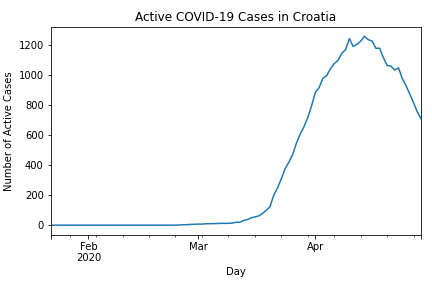 Active COVID-19 Cases in Croatia
Number of Active Cases
1200
1000
800
600
400
200
0
Feb
2020
Mar
Apr
Day